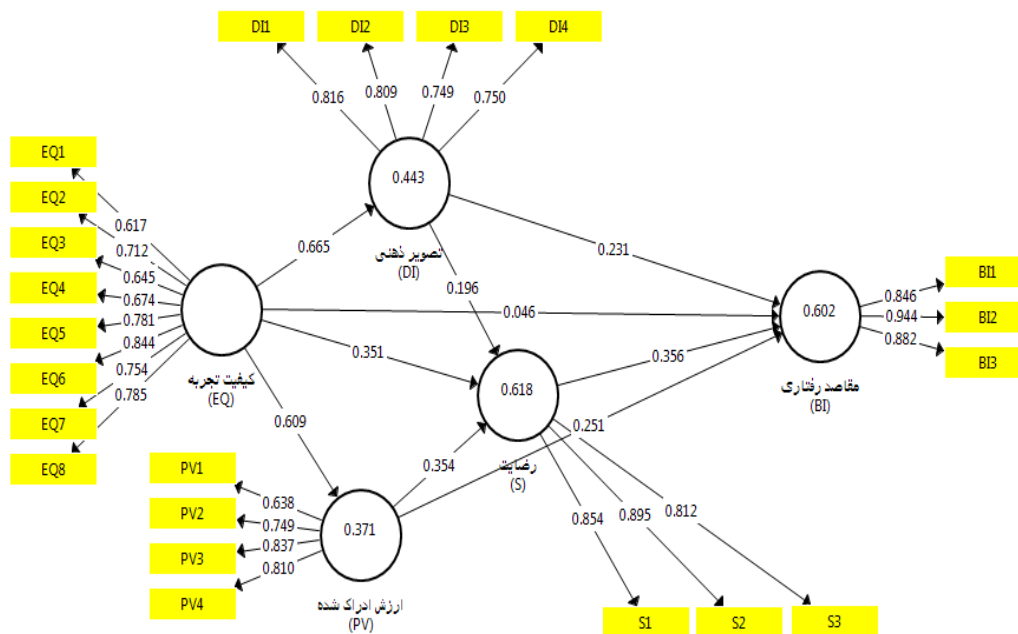 DI1 DI2 DI3 DI4
0.816 0.809 0.749 0.750
EQ1
EQ2
EQ3
EQ4
EQ5
EQ6
EQ7
EQ8
0.617
0.712
0.645
0.674
0.781
0.844
0.754
0.785
کیفیت تجربه
(EQ)
0.443
تصویر ذهنی
(DI)
0.665
0.231
0.196
0.046
0.351
0.609
0.618
رضایت
(S)
0.356
0.251
0.354
0.602
مقاصد رفتاری
(BI)
0.846
0.944
0.882
BI1
BI2
BI3
PV1
PV2
PV3
PV4
0.638
0.749
0.837
0.810
0.371
ارزش ادراک شده
(PV)
0.854 0.895 0.812
S1 S2 S3